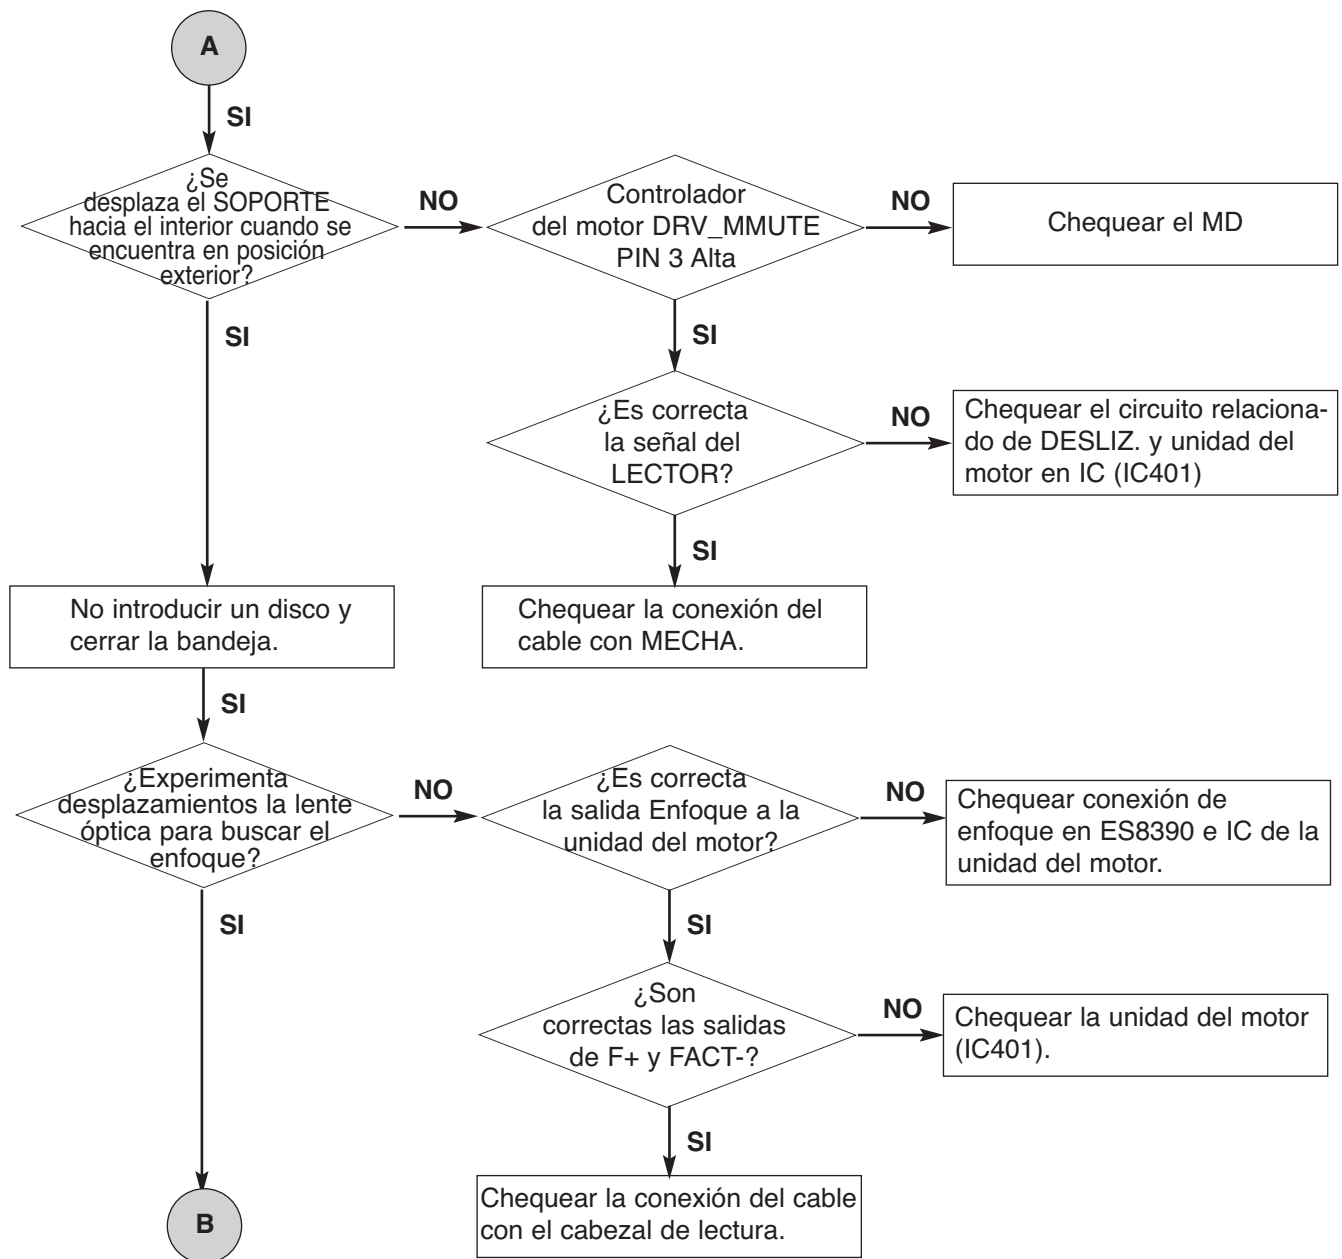 A
SI
¿Se
desplaza el SOPORTE
hacia el interior cuando se
encuentra en posición
exterior?
NO
Controlador
del motor DRV_MMUTE
PIN 3 Alta
NO
Chequear el MD
SI
SI
¿Es correcta
la señal del
LECTOR?
NO
Chequear el circuito relaciona-
do de DESLIZ. y unidad del
motor en IC (IC401)
SI
No introducir un disco y
cerrar la bandeja.
Chequear la conexión del
cable con MECHA.
SI
¿Experimenta
desplazamientos la lente
óptica para buscar el
enfoque?
NO
¿Es correcta
la salida Enfoque a la
unidad del motor?
NO
Chequear conexión de
enfoque en ES8390 e IC de la
unidad del motor.
SI
SI
¿Son
correctas las salidas
de F+ y FACT-?
NO
Chequear la unidad del motor
(IC401).
SI
Chequear la conexión del cable
con el cabezal de lectura.
B